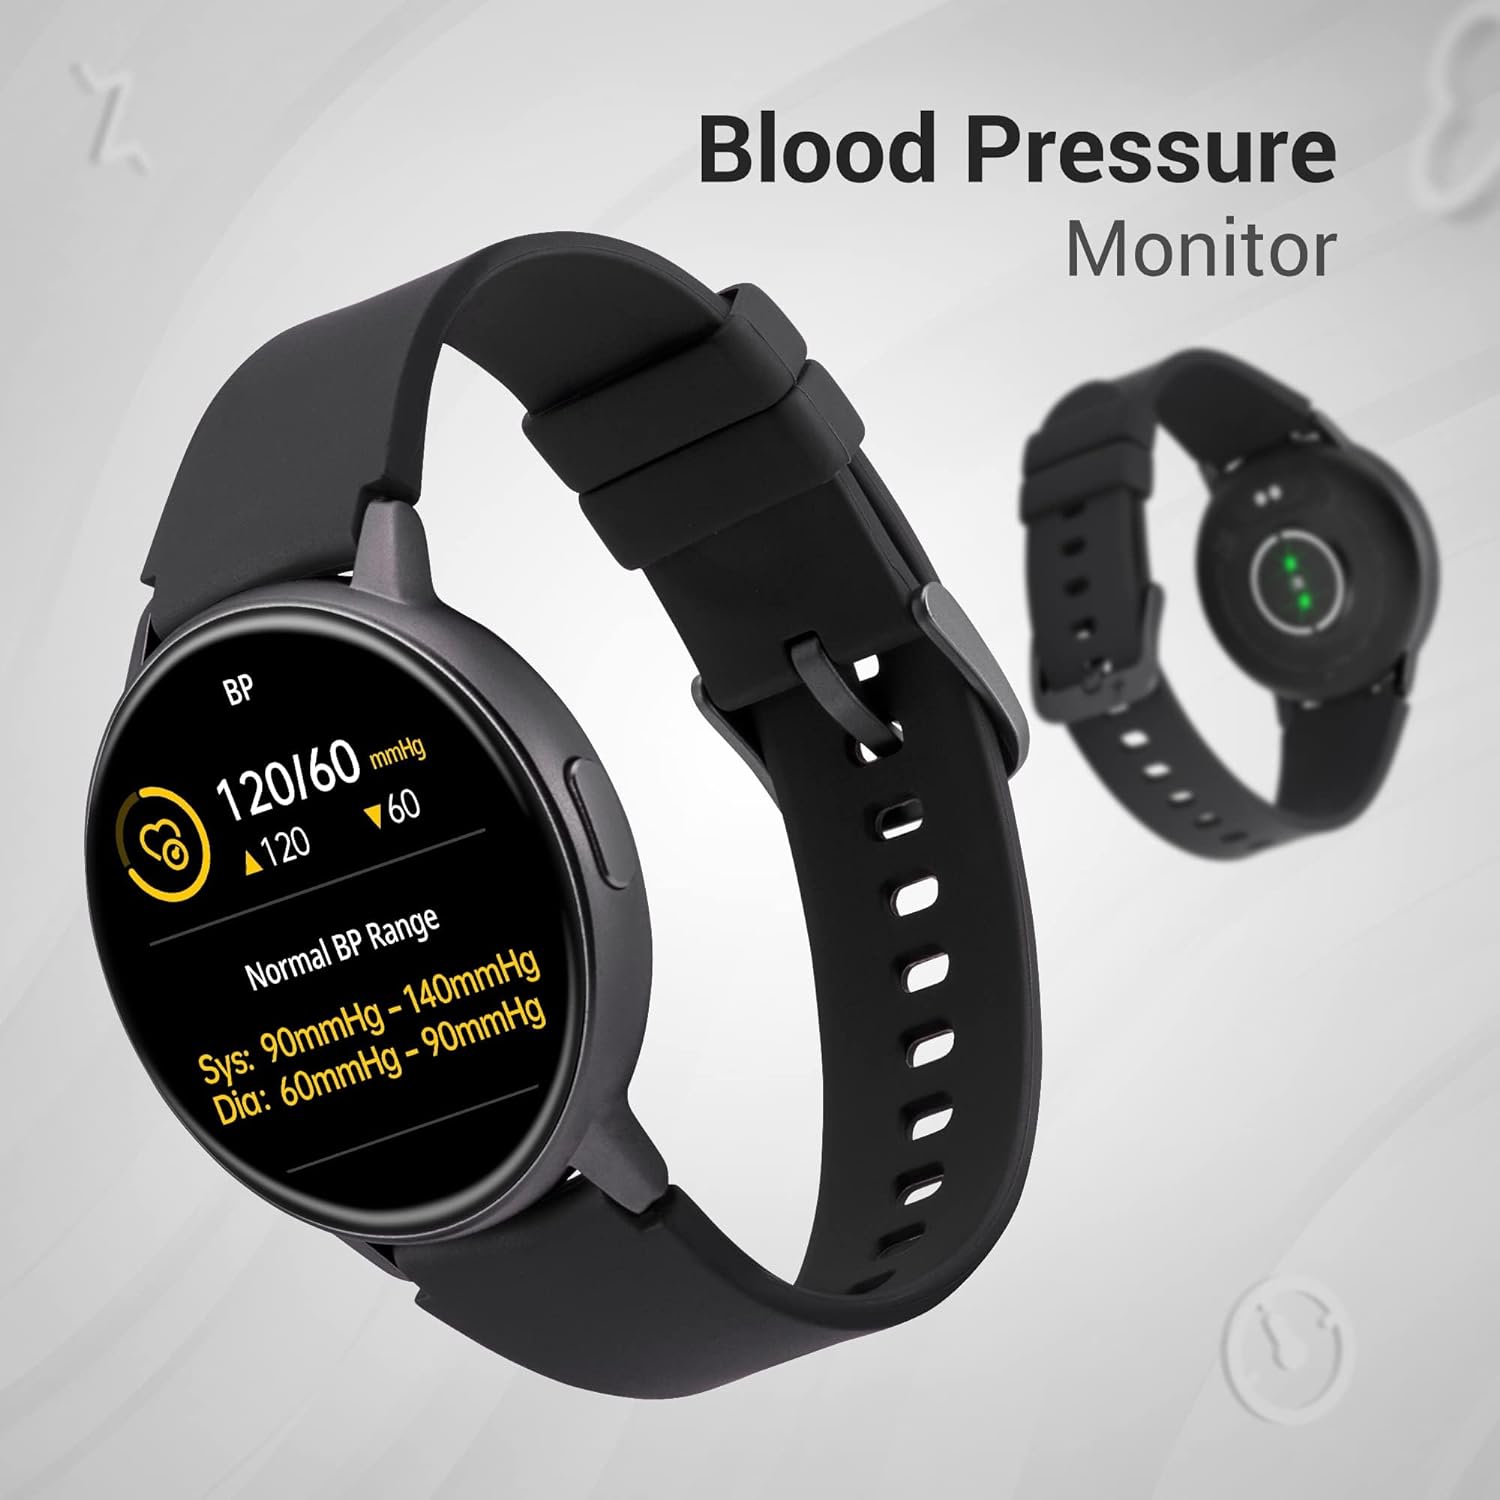 Blood Pressure
Monitor
BP
120/60 mmHg
▲120 ▼60
Normal BP Range
Sys: 90mmHg - 140mmHg
Dia: 60mmHg - 90mmHg